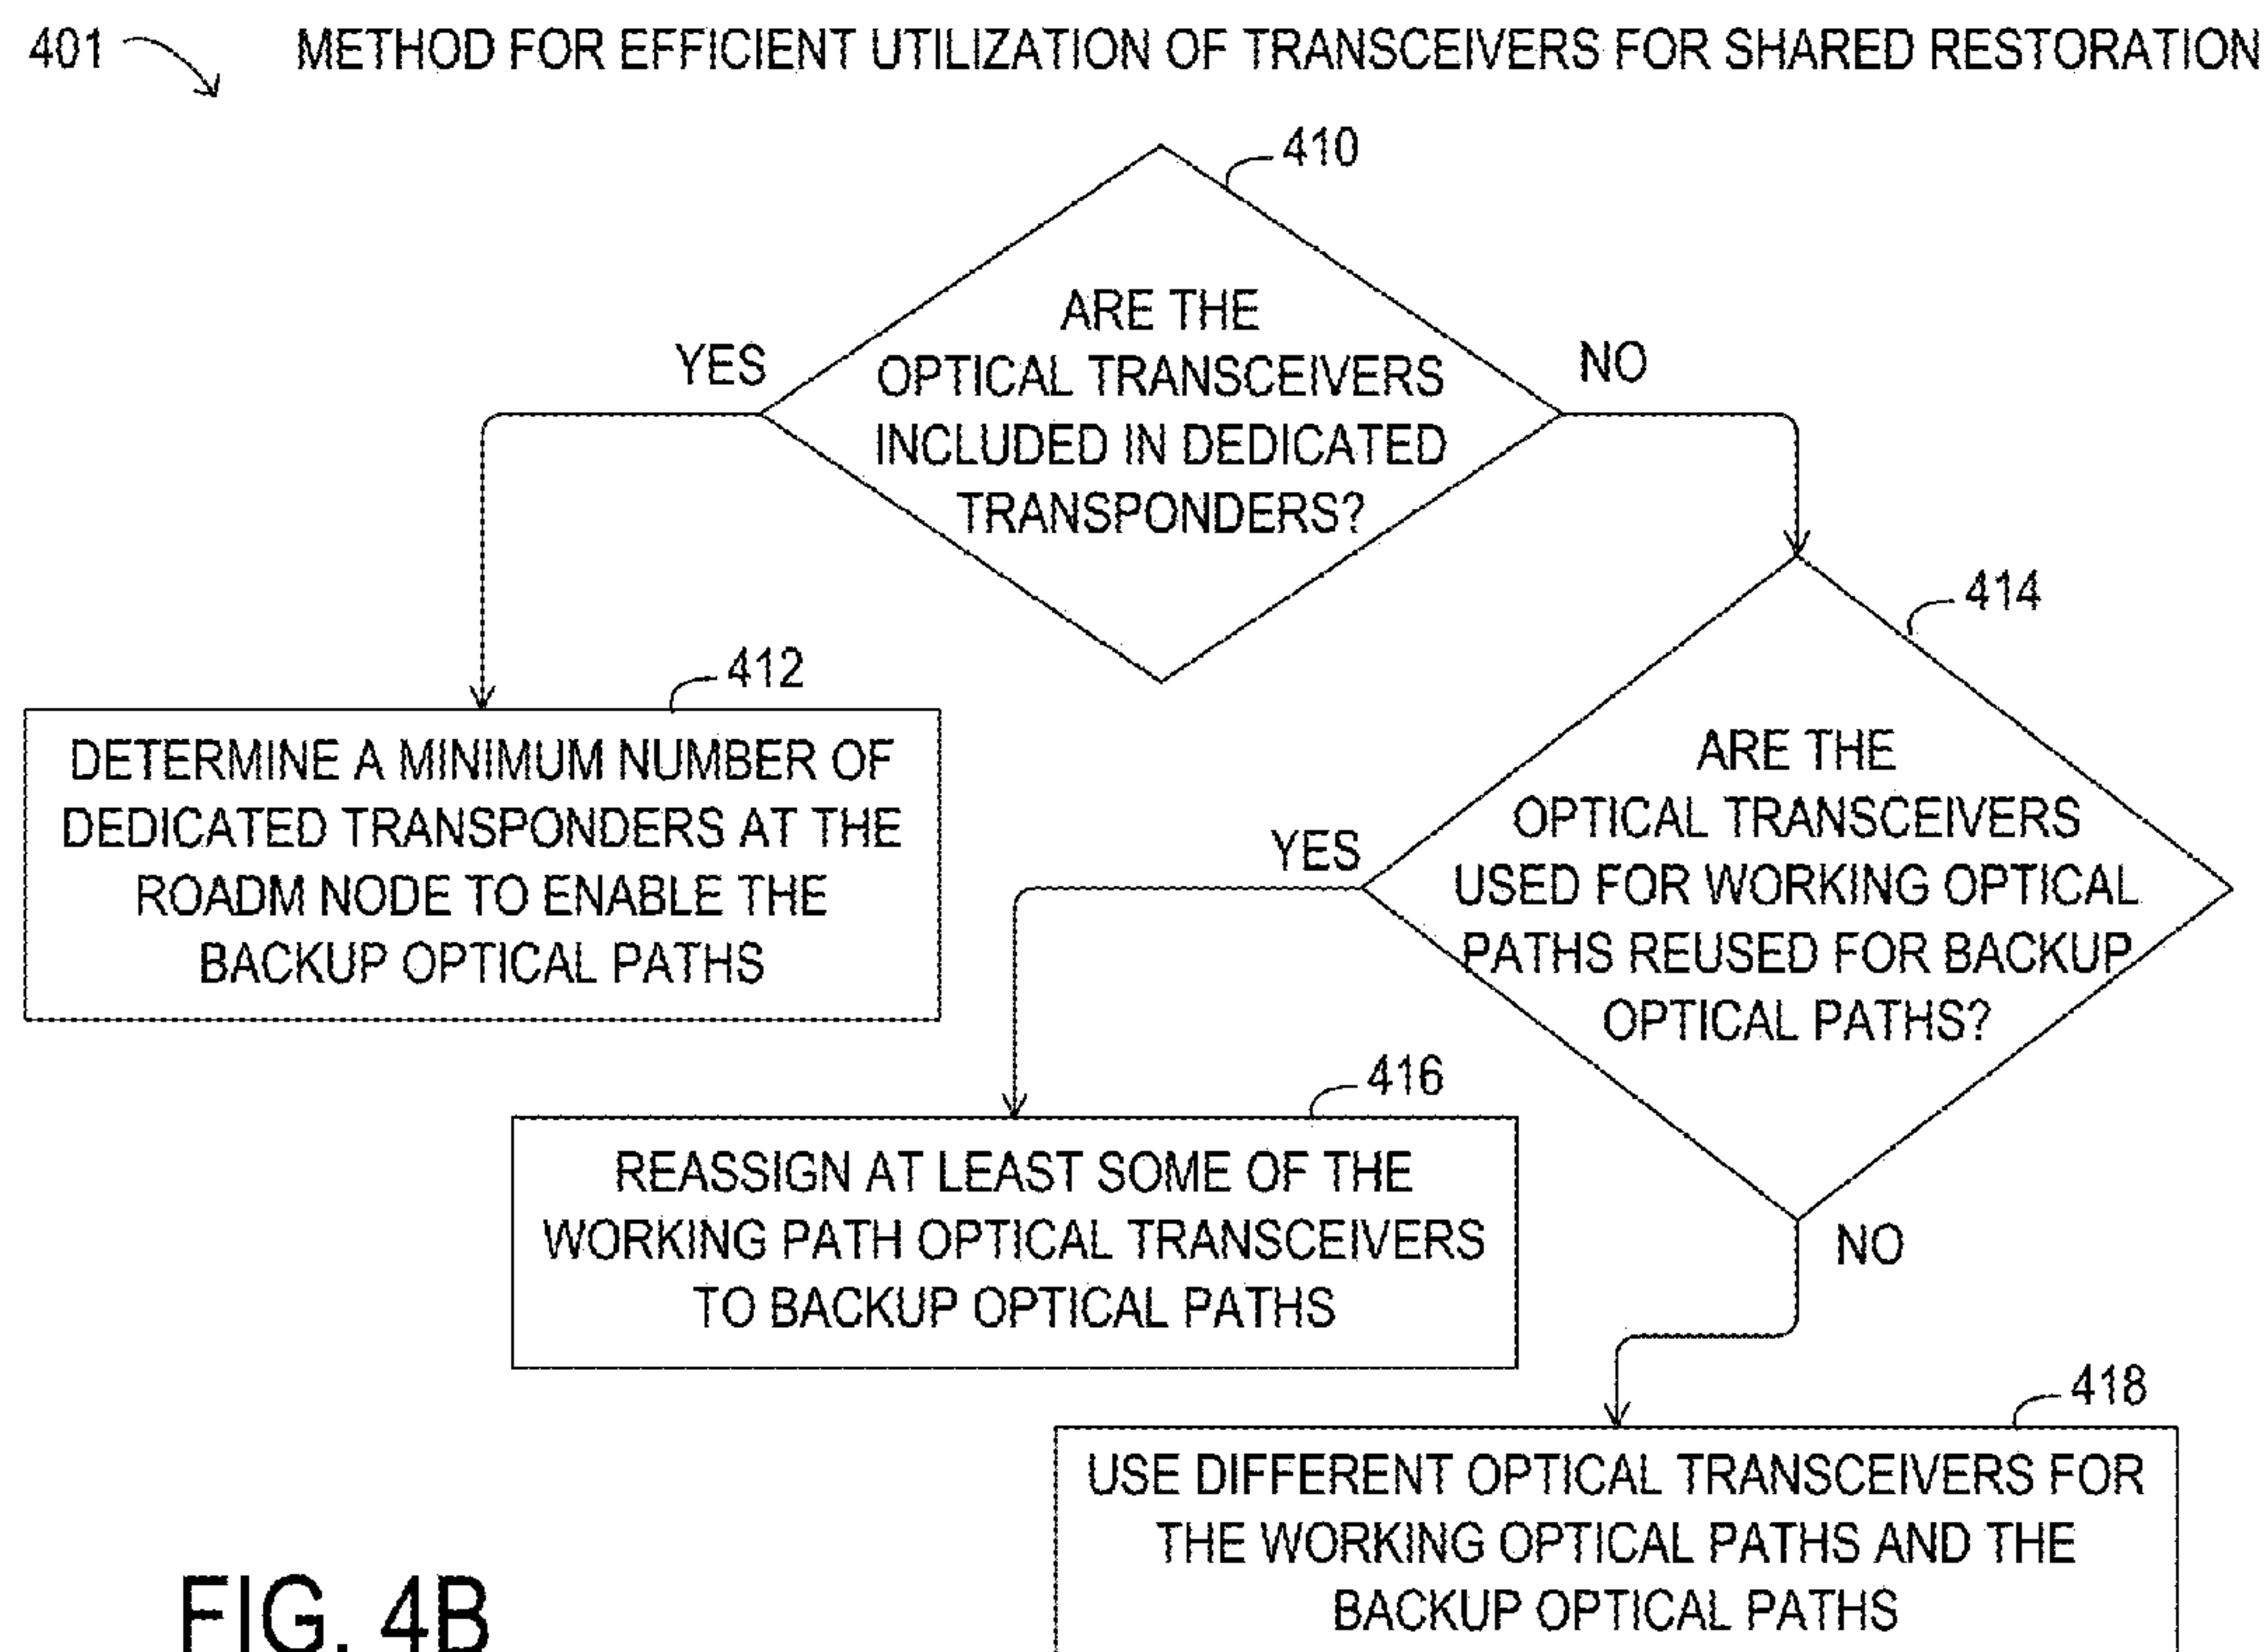 401 METHOD FOR EFFICIENT UTILIZATION OF TRANSCEIVERS FOR SHARED RESTORATION
410
ARE THE
OPTICAL TRANSCEIVERS
INCLUDED IN DEDICATED
TRANSPONDERS?
YES
NO
412
DETERMINE A MINIMUM NUMBER OF
DEDICATED TRANSPONDERS AT THE
ROADM NODE TO ENABLE THE
BACKUP OPTICAL PATHS
414
ARE THE
OPTICAL TRANSCEIVERS
USED FOR WORKING OPTICAL
PATHS REUSED FOR BACKUP
OPTICAL PATHS?
YES
NO
416
REASSIGN AT LEAST SOME OF THE
WORKING PATH OPTICAL TRANSCEIVERS
TO BACKUP OPTICAL PATHS
418
USE DIFFERENT OPTICAL TRANSCEIVERS FOR
THE WORKING OPTICAL PATHS AND THE
BACKUP OPTICAL PATHS
FIG. 4B